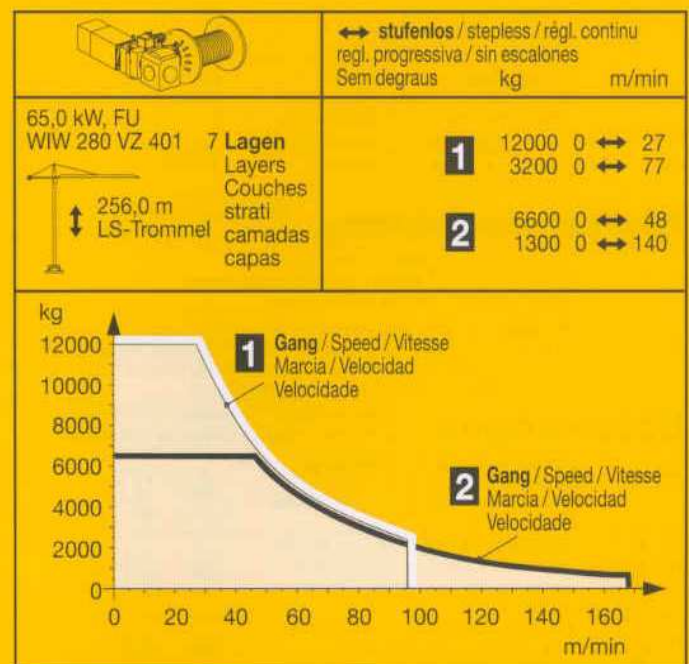 ↔ stufenlos / stepless / régl. continu
regl. progressiva / sin escalones
Sem degraus kg m/min
65,0 kW, FU
WIW 280 VZ 401 7 Lagen
Layers
Couches
strati
camadas
capas
256,0 m
LS-Trommel
1 12000 0 ↔ 27
3200 0 ↔ 77
2 6600 0 ↔ 48
1300 0 ↔ 140
kg
12000
10000
8000
6000
4000
2000
0
1 Gang / Speed / Vitesse
Marcia / Velocidad
Velocidade
2 Gang / Speed / Vitesse
Marcia / Velocidad
Velocidade
0 20 40 60 80 100 120 140 160
m/min